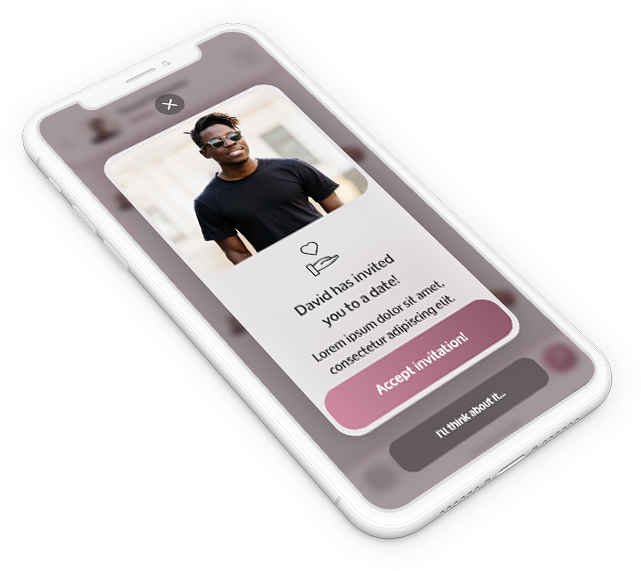 David has invited
you to a date!
Lorem ipsum dolor sit amet,
consectetur adipiscing elit.
Accept invitation!
I'll think about it...